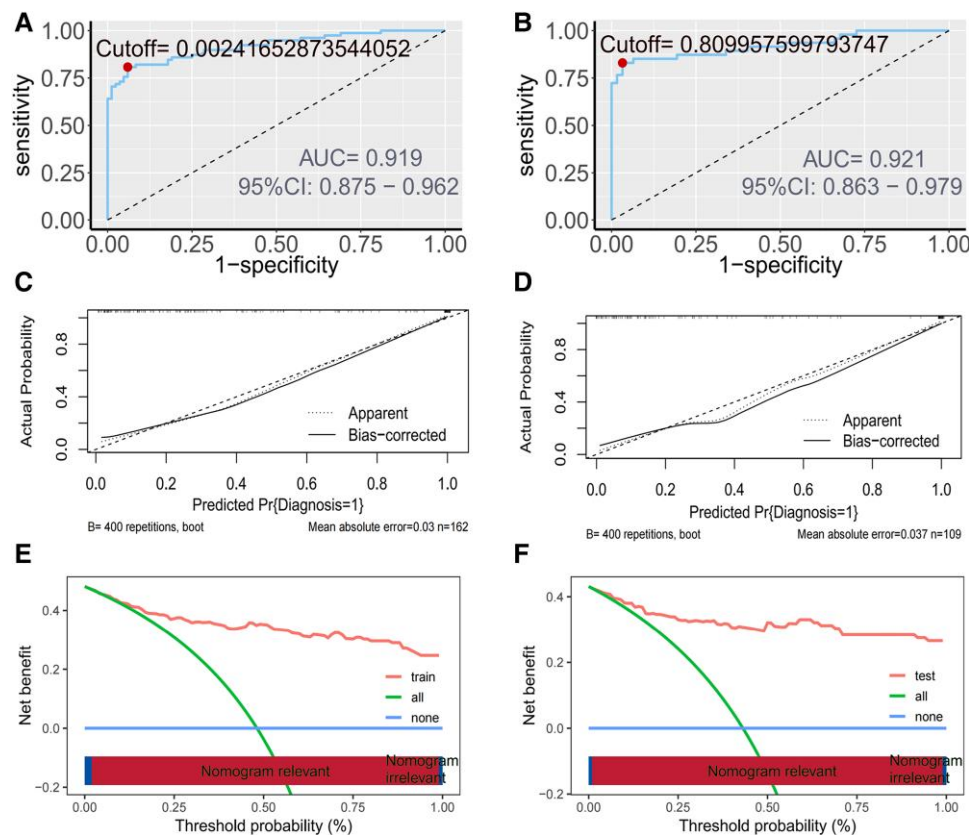 A
1.00
0.75
0.50
0.25
0.00
sensitivity
Cutoff= 0.00241652873544052
AUC= 0.919
95%CI: 0.875 − 0.962
0.00 0.25 0.50 0.75 1.00
1−specificity
B
1.00
0.75
0.50
0.25
0.00
sensitivity
Cutoff= 0.809957599793747
AUC= 0.921
95%CI: 0.863 − 0.979
0.00 0.25 0.50 0.75 1.00
1−specificity
C
Actual Probability
0.8
0.4
0.0
Apparent
Bias−corrected
0.0 0.2 0.4 0.6 0.8 1.0
Predicted Pr{Diagnosis=1}
B= 400 repetitions, boot
Mean absolute error=0.03 n=162
D
Actual Probability
0.8
0.4
0.0
Apparent
Bias−corrected
0.0 0.2 0.4 0.6 0.8 1.0
Predicted Pr{Diagnosis=1}
B= 400 repetitions, boot
Mean absolute error=0.037 n=109
E
Net benefit
0.4
0.2
0.0
−0.2
train
all
none
Nomogram relevant
Nomogram
irrelevant
0.00 0.25 0.50 0.75 1.00
Threshold probability (%)
F
Net benefit
0.4
0.2
0.0
−0.2
test
all
none
Nomogram relevant
Nomogram
irrelevant
0.00 0.25 0.50 0.75 1.00
Threshold probability (%)